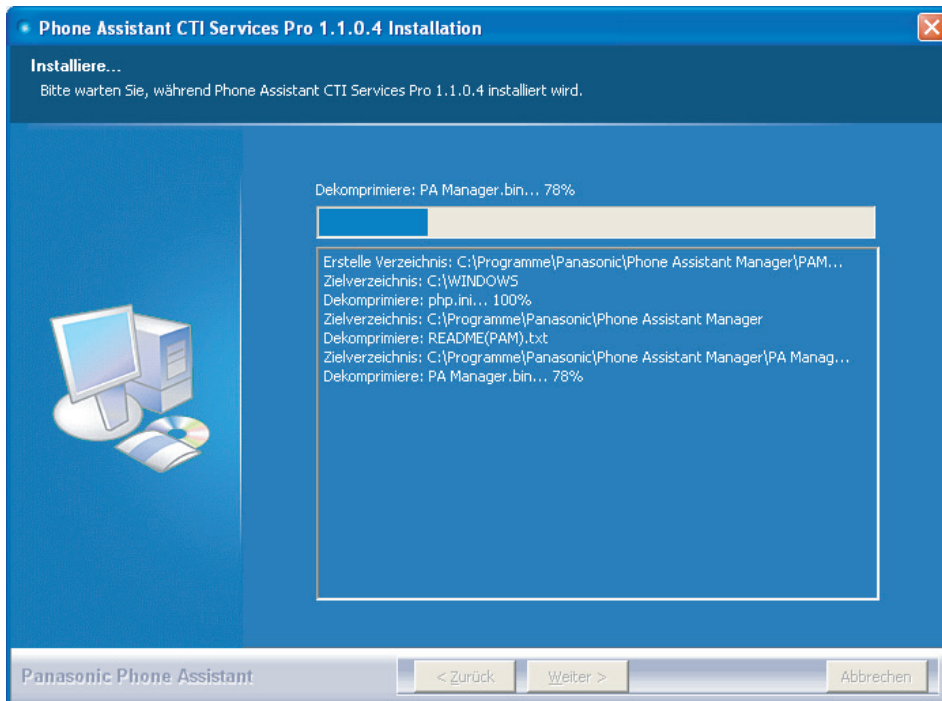 Phone Assistant CTI Services Pro 1.1.0.4 Installation
Installiere...
Bitte warten Sie, während Phone Assistant CTI Services Pro 1.1.0.4 installiert wird.
Dekomprimiere: PA Manager.bin... 78%
Erstelle Verzeichnis: C:\Programme\Panasonic\Phone Assistant Manager\PAM...
Zielverzeichnis: C:\WINDOWS
Dekomprimiere: php.ini... 100%
Zielverzeichnis: C:\Programme\Panasonic\Phone Assistant Manager
Dekomprimiere: README(PAM).txt
Zielverzeichnis: C:\Programme\Panasonic\Phone Assistant Manager\PA Manag...
Dekomprimiere: PA Manager.bin... 78%
Panasonic Phone Assistant
< Zurück
Weiter >
Abbrechen